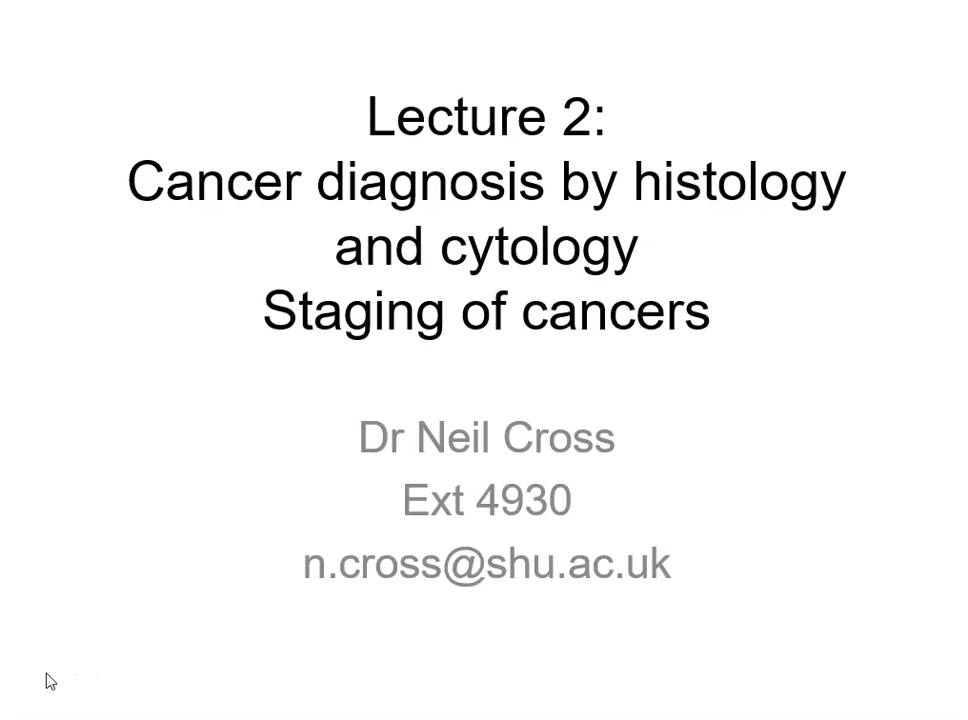 Lecture 2:
Cancer diagnosis by histology
and cytology
Staging of cancers
Dr Neil Cross
Ext 4930
n.cross@shu.ac.uk